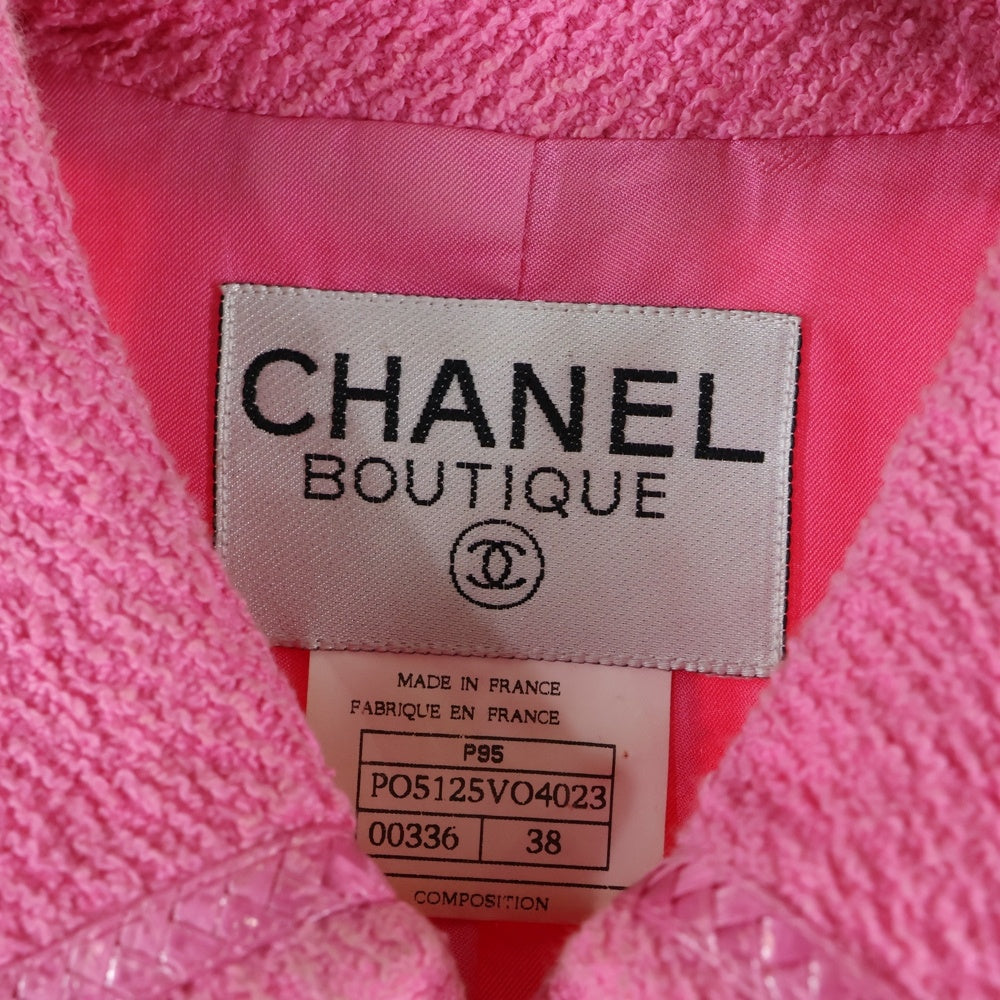 CHANEL
BOUTIQUE
MADE IN FRANCE
FABRIQUE EN FRANCE
P95
PO5125VO4023
00336 38
COMPOSITION